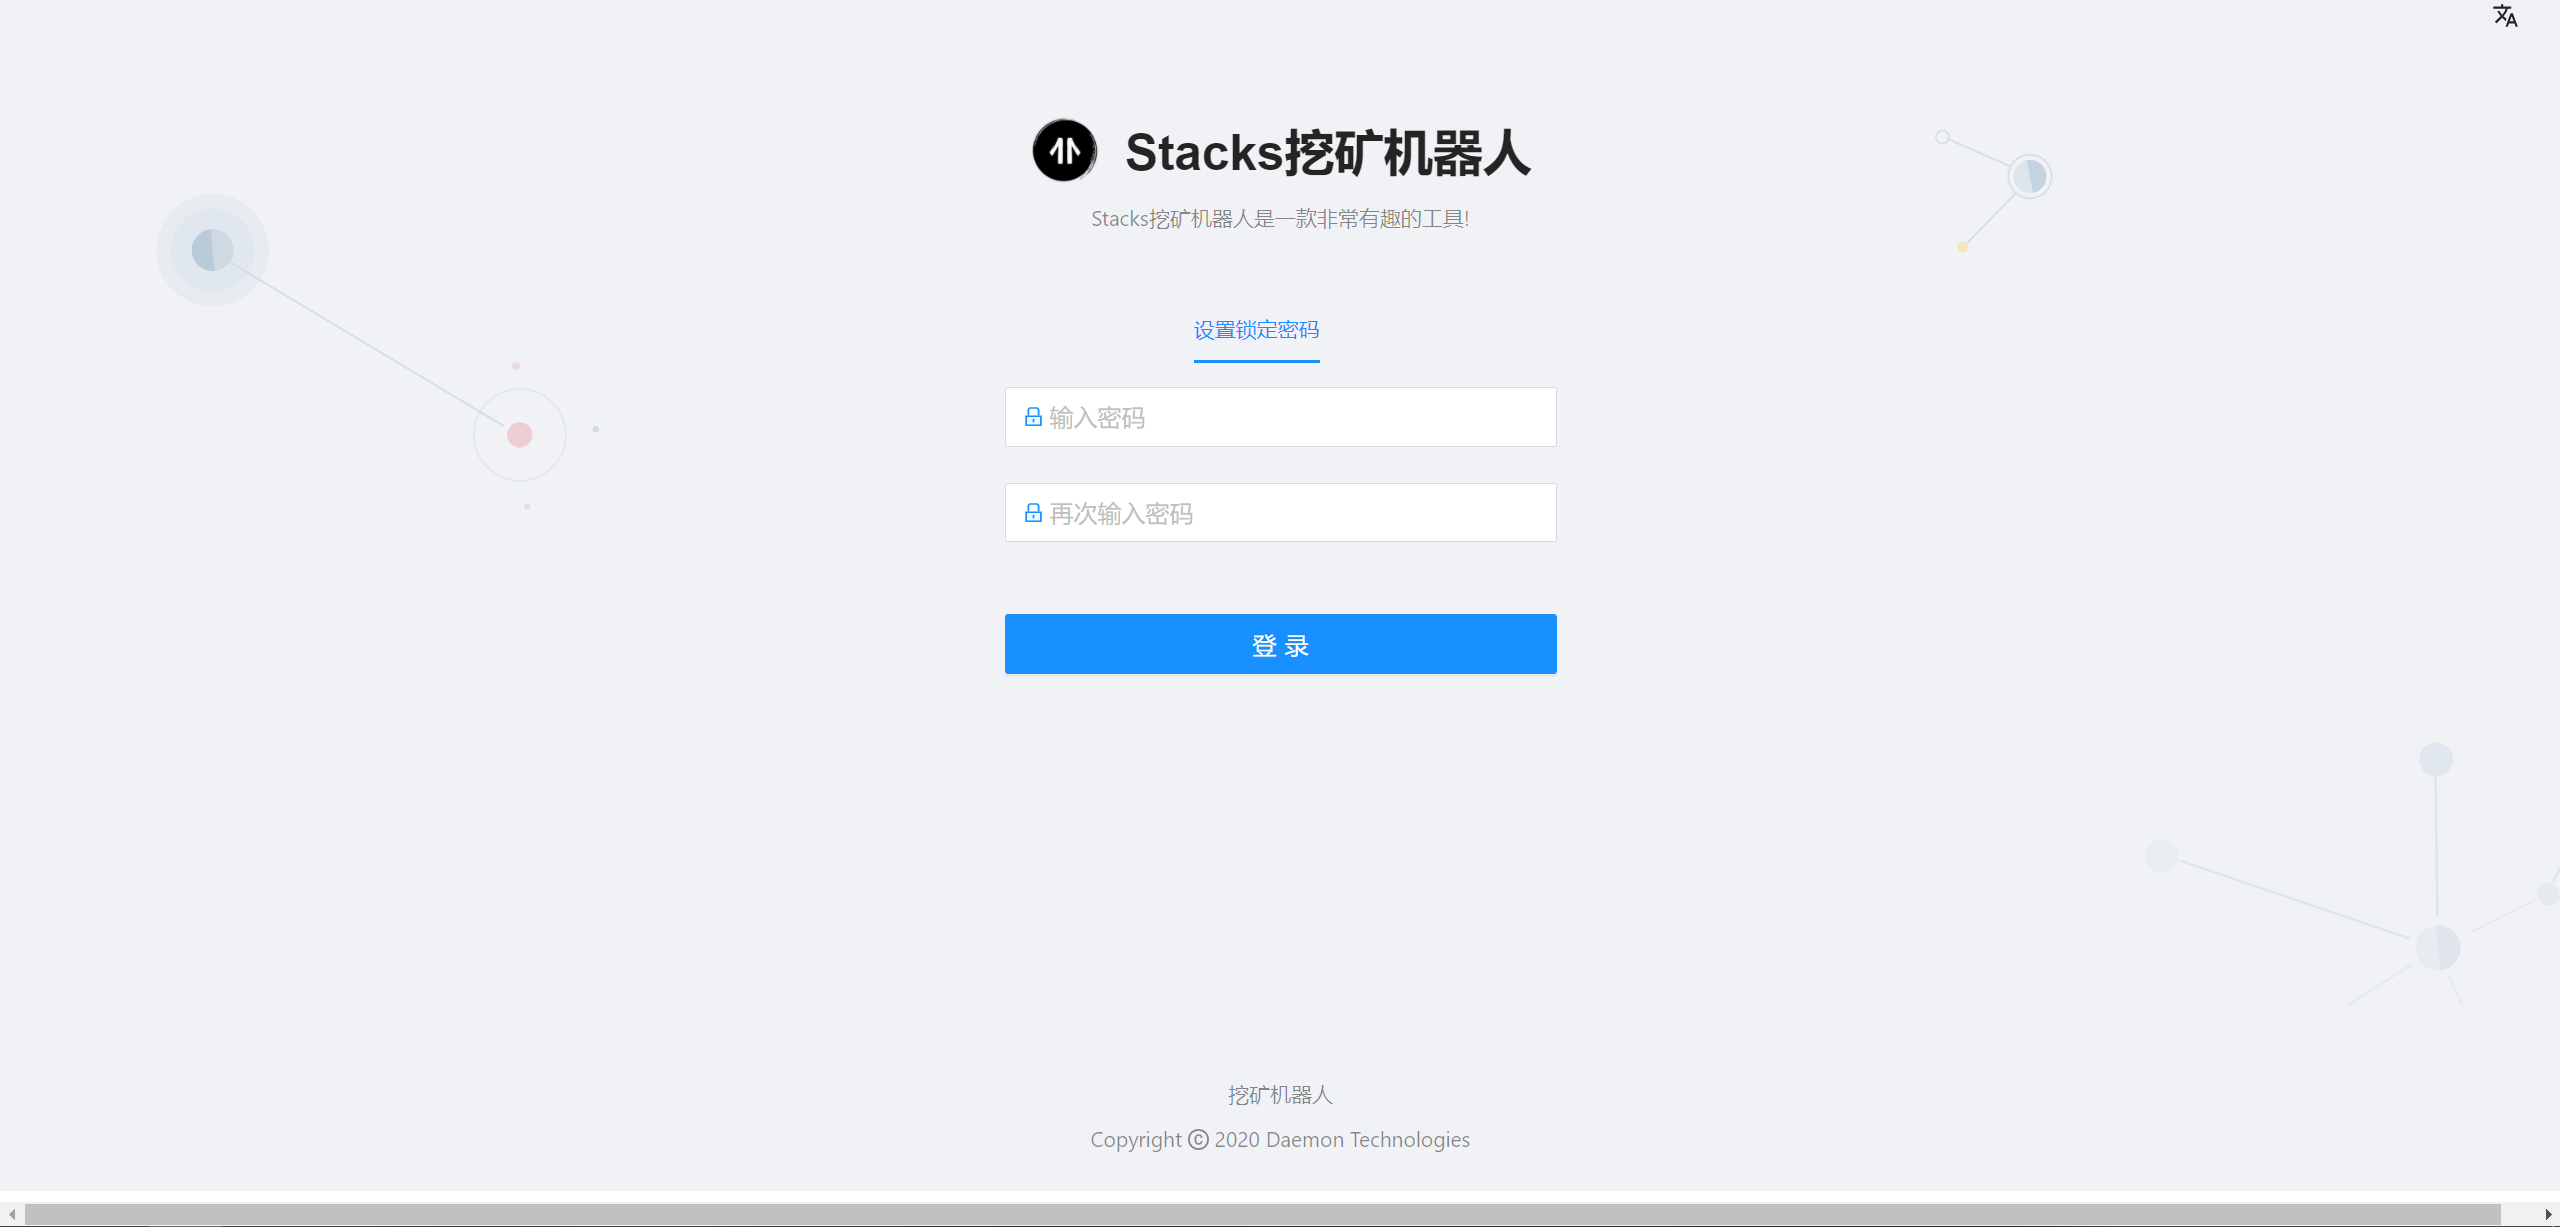 Stacks挖矿机器人
Stacks挖矿机器人是一款非常有趣的工具!
设置锁定密码
输入密码
再次输入密码
登 录
挖矿机器人
Copyright © 2020 Daemon Technologies